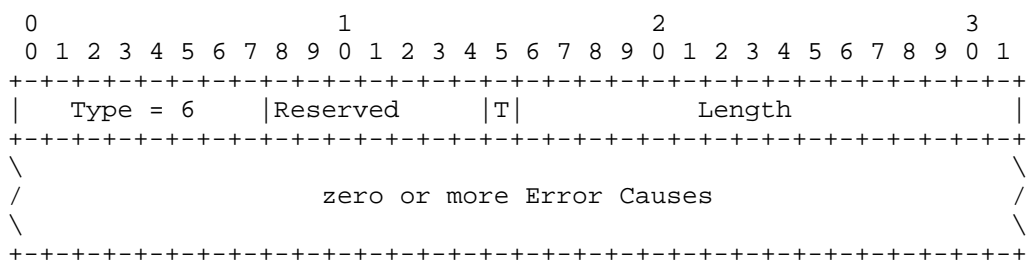 0                   1                   2                   3
 0 1 2 3 4 5 6 7 8 9 0 1 2 3 4 5 6 7 8 9 0 1 2 3 4 5 6 7 8 9 0 1
+-+-+-+-+-+-+-+-+-+-+-+-+-+-+-+-+-+-+-+-+-+-+-+-+-+-+-+-+-+-+-+-+
|   Type = 6    |Reserved     |T|           Length              |
+-+-+-+-+-+-+-+-+-+-+-+-+-+-+-+-+-+-+-+-+-+-+-+-+-+-+-+-+-+-+-+-+
\                                                               \
/                   zero or more Error Causes                   /
\                                                               \
+-+-+-+-+-+-+-+-+-+-+-+-+-+-+-+-+-+-+-+-+-+-+-+-+-+-+-+-+-+-+-+-+